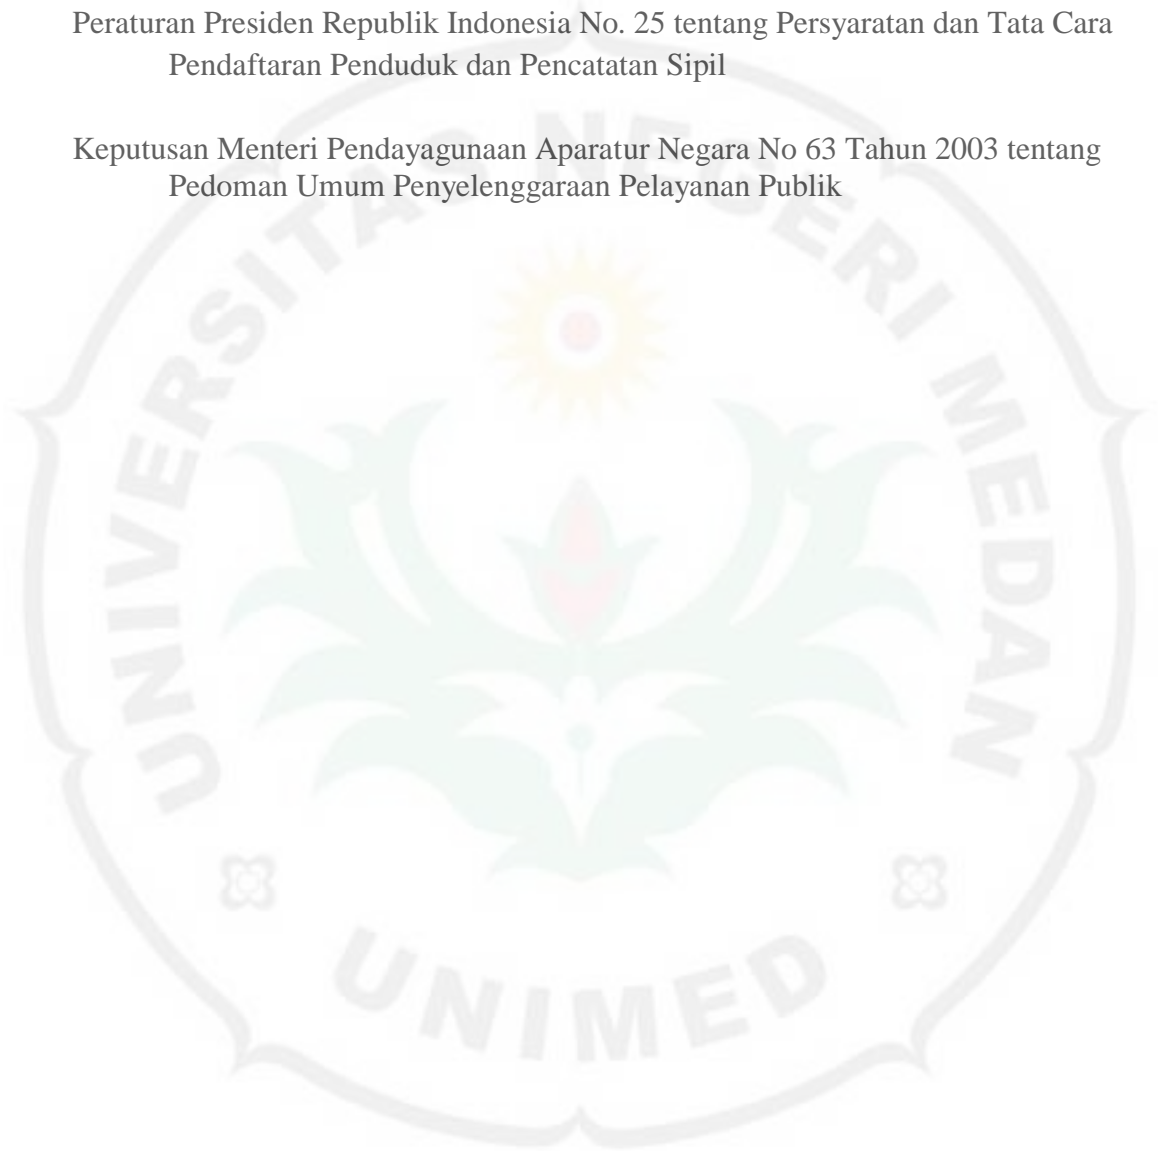 Peraturan Presiden Republik Indonesia No. 25 tentang Persyaratan dan Tata Cara
Pendaftaran Penduduk dan Pencatatan Sipil
Keputusan Menteri Pendayagunaan Aparatur Negara No 63 Tahun 2003 tentang
Pedoman Umum Penyelenggaraan Pelayanan Publik
UNIVERSITAS NEGERI MEDAN
UNIMED